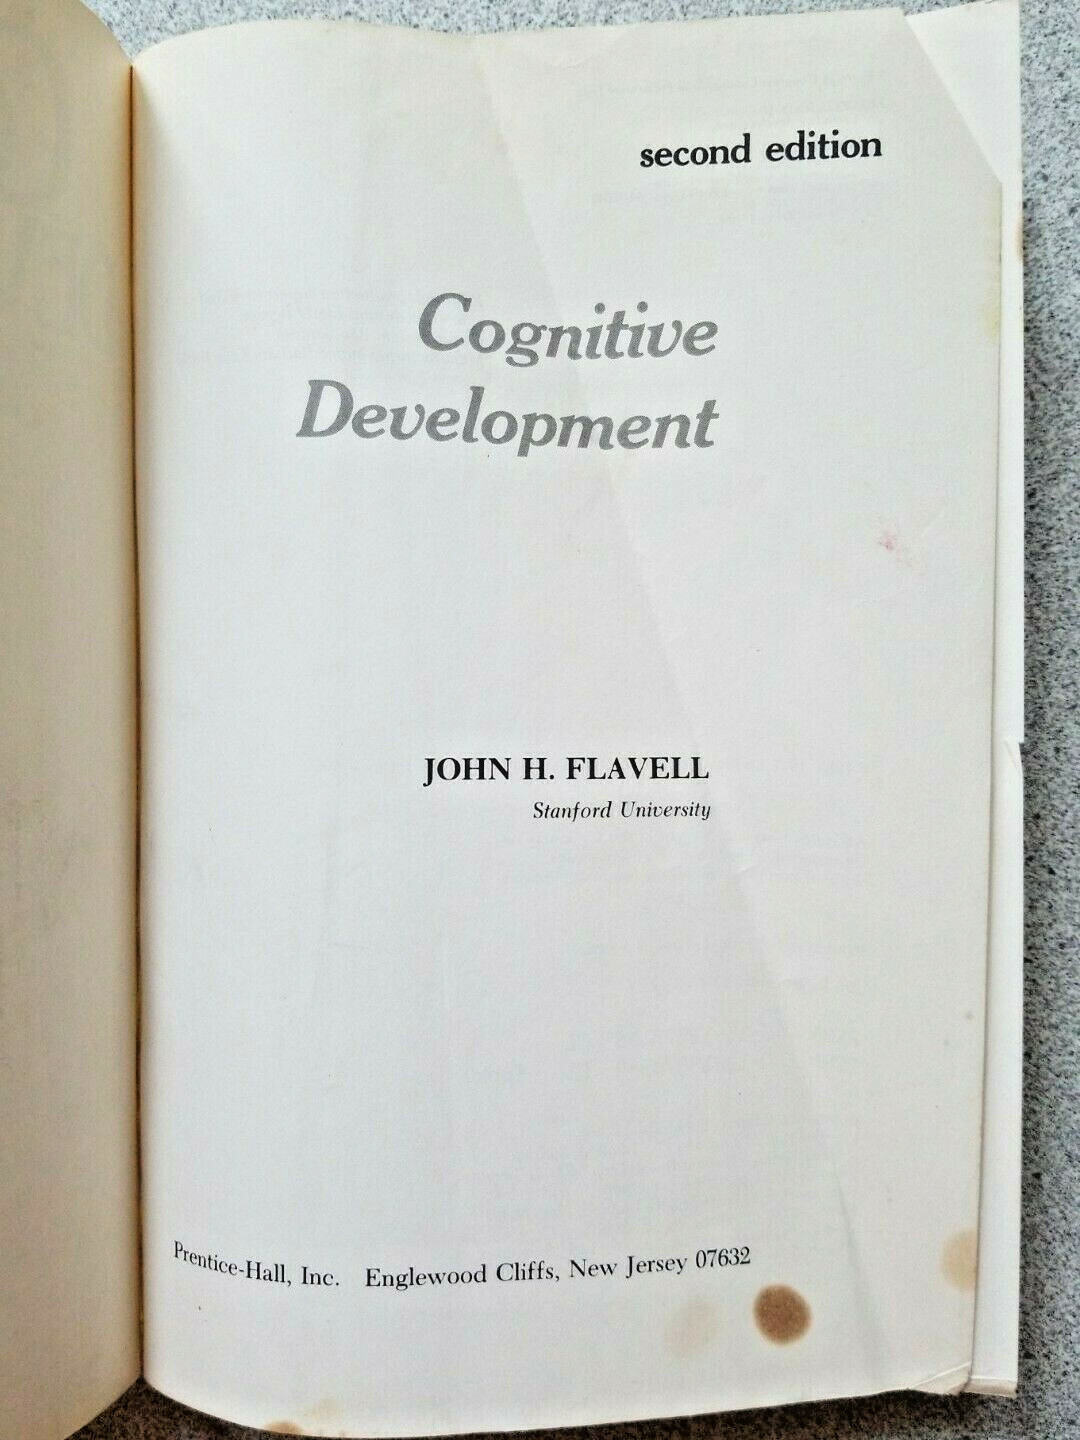 second edition
Cognitive
Development
JOHN H. FLAVELL
Stanford University
Prentice-Hall, Inc. Englewood Cliffs, New Jersey 07632